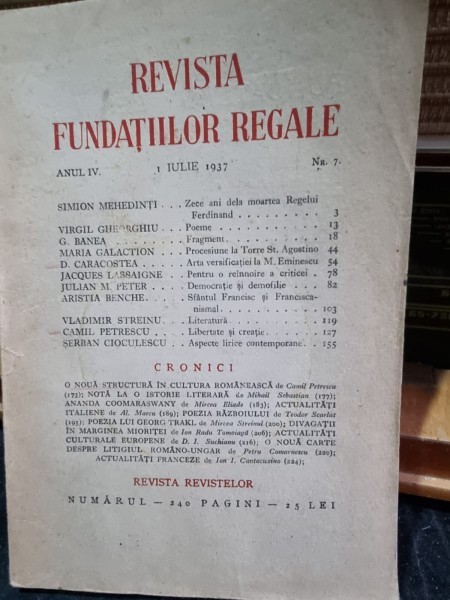 REVISTA
FUNDAȚIILOR REGALE
ANUL IV. 1 IULIE 1937 NR. 7.
SIMION MEHEDINȚI . . . Zece ani dela moartea Regelui
Ferdinand . . . . . . . . . 3
VIRGIL GHEORGHIU . . Poeme . . . . . . . . . . . 13
G. BANEA . . . . . . . . Fragment. . . . . . . . . . 18
MARIA GALACTION . . . Procesiune la Torre St. Agostino 44
D. CARACOSTEA . . . . Arta versificației la M. Eminescu 54
JACQUES LASSAIGNE . . Pentru o reînnoire a criticei . 78
JULIAN M. PETER . . . . Democrație și demofilie . . . 82
ARISTIA BENCHE. . . . Sfântul Francisc și Francisca-
nismul . . . . . . . . . . 103
VLADIMIR STREINU . . . Literatură . . . . . . . . . 119
CAMIL PETRESCU . . . Libertate și creație. . . . . 127
ȘERBAN CIOCULESCU . . Aspecte lirice contemporane. . 155
CRONICI
O NOUĂ STRUCTURĂ ÎN CULTURA ROMÂNEASCĂ de Camil Petrescu
(172); NOTĂ LA O ISTORIE LITERARĂ de Mihail Sebastian (177);
ANANDA COOMARASWANY de Mircea Eliade (183); ACTUALITĂȚI
ITALIENE de Al. Marcu (189); POEZIA RĂZBOIULUI de Teodor Scarlat
(193); POEZIA LUI GEORG TRAKL de Mircea Streinul (200); DIVAGAȚII
ÎN MARGINEA MIORIȚEI de Ion Radu Tomoiagă (206); ACTUALITĂȚI
CULTURALE EUROPENE de D. I. Suchianu (216); O NOUĂ CARTE
DESPRE LITIGIUL ROMÂNO-UNGAR de Petru Comarnescu (220);
ACTUALITĂȚI FRANCEZE de Ion I. Cantacuzino (224);
REVISTA REVISTELOR
NUMĂRUL — 240 PAGINI — 25 LEI